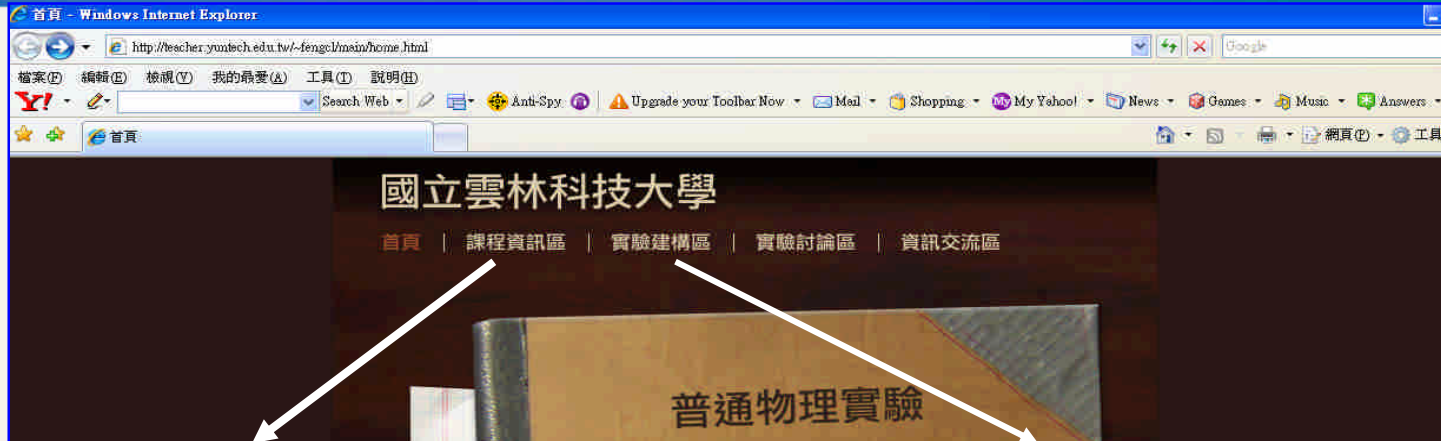 首頁 - Windows Internet Explorer
http://teacher.yuntech.edu.tw/~fengcl/main/home.html
Google
檔案(F) 編輯(E) 檢視(V) 我的最愛(A) 工具(T) 說明(H)
Y! Search Web Anti-Spy Upgrade your Toolbar Now Mail Shopping My Yahoo! News Games Music Answers
首頁 網頁(P) 工具
國立雲林科技大學
首頁 | 課程資訊區 | 實驗建構區 | 實驗討論區 | 資訊交流區
普通物理實驗